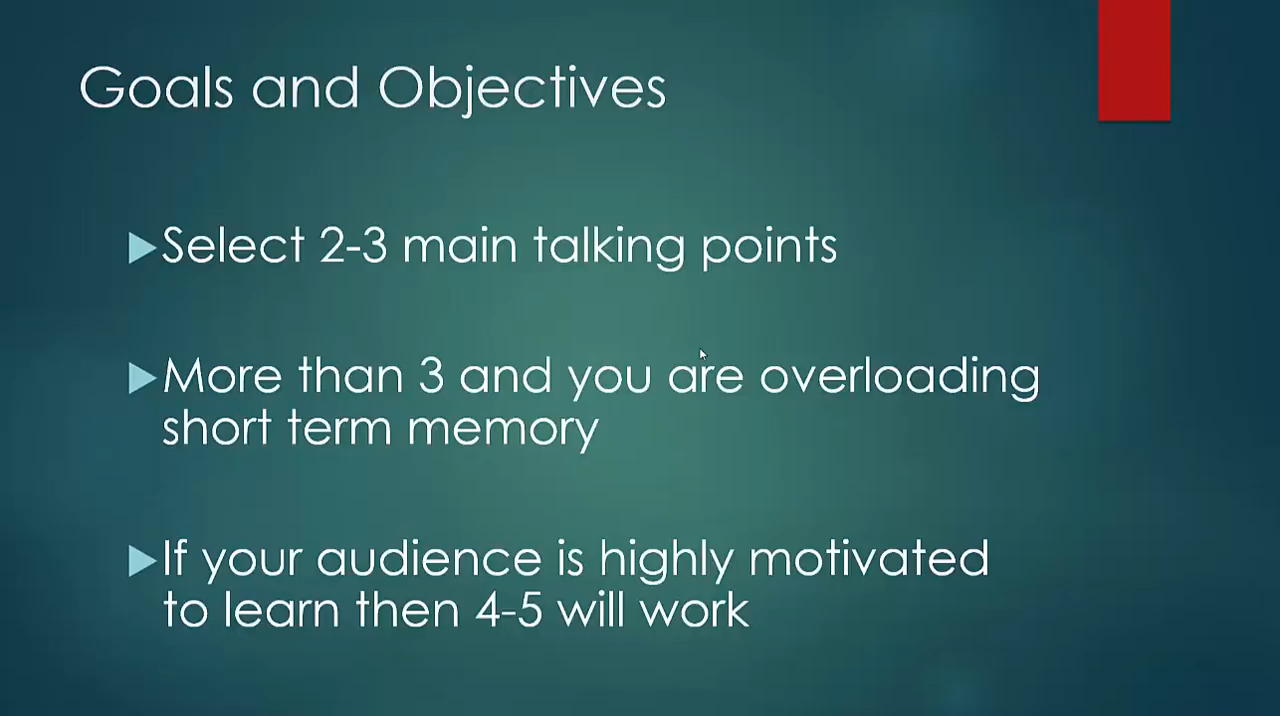 Goals and Objectives
Select 2-3 main talking points
More than 3 and you are overloading
short term memory
If your audience is highly motivated
to learn then 4-5 will work